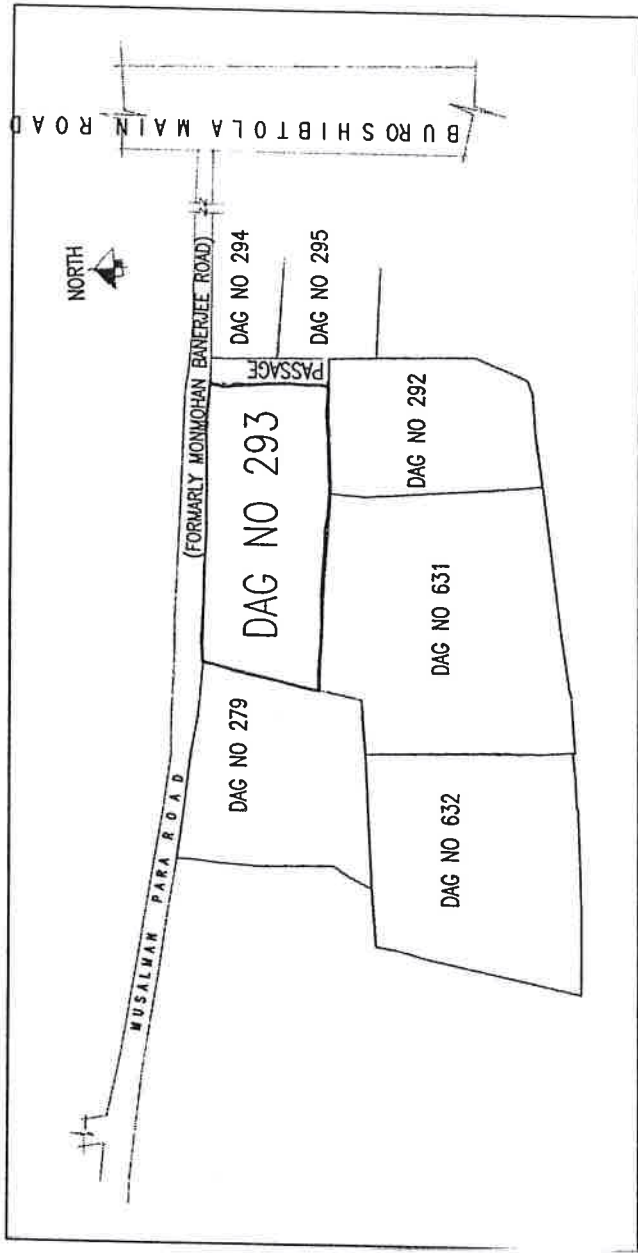 BUROSHIBTOLA MAIN ROAD
NORTH
(FORMARLY MONMOHAN BANERJEE ROAD)
MUSALMAN PARA ROAD
DAG NO 294
DAG NO 295
PASSAGE
DAG NO 293
DAG NO 292
DAG NO 279
DAG NO 631
DAG NO 632